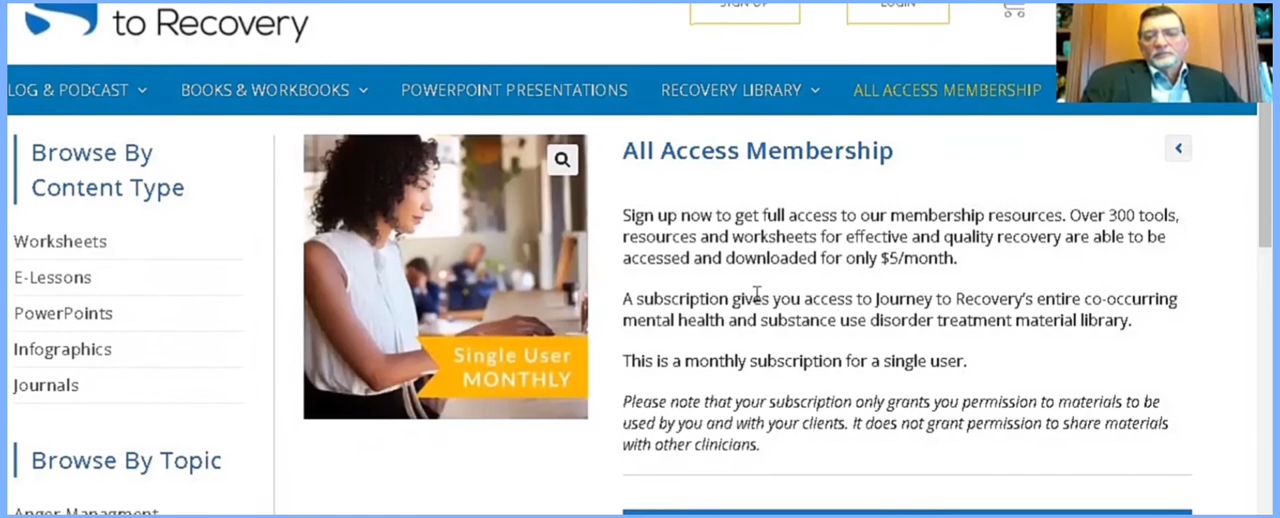 to Recovery
SIGN UP
LOGIN
LOG & PODCAST
BOOKS & WORKBOOKS
POWERPOINT PRESENTATIONS
RECOVERY LIBRARY
ALL ACCESS MEMBERSHIP
Browse By
Content Type
Worksheets
E-Lessons
PowerPoints
Infographics
Journals
Browse By Topic
Anger Managment
Single User
MONTHLY
All Access Membership
Sign up now to get full access to our membership resources. Over 300 tools,
resources and worksheets for effective and quality recovery are able to be
accessed and downloaded for only $5/month.
A subscription gives you access to Journey to Recovery's entire co-occurring
mental health and substance use disorder treatment material library.
This is a monthly subscription for a single user.
Please note that your subscription only grants you permission to materials to be
used by you and with your clients. It does not grant permission to share materials
with other clinicians.